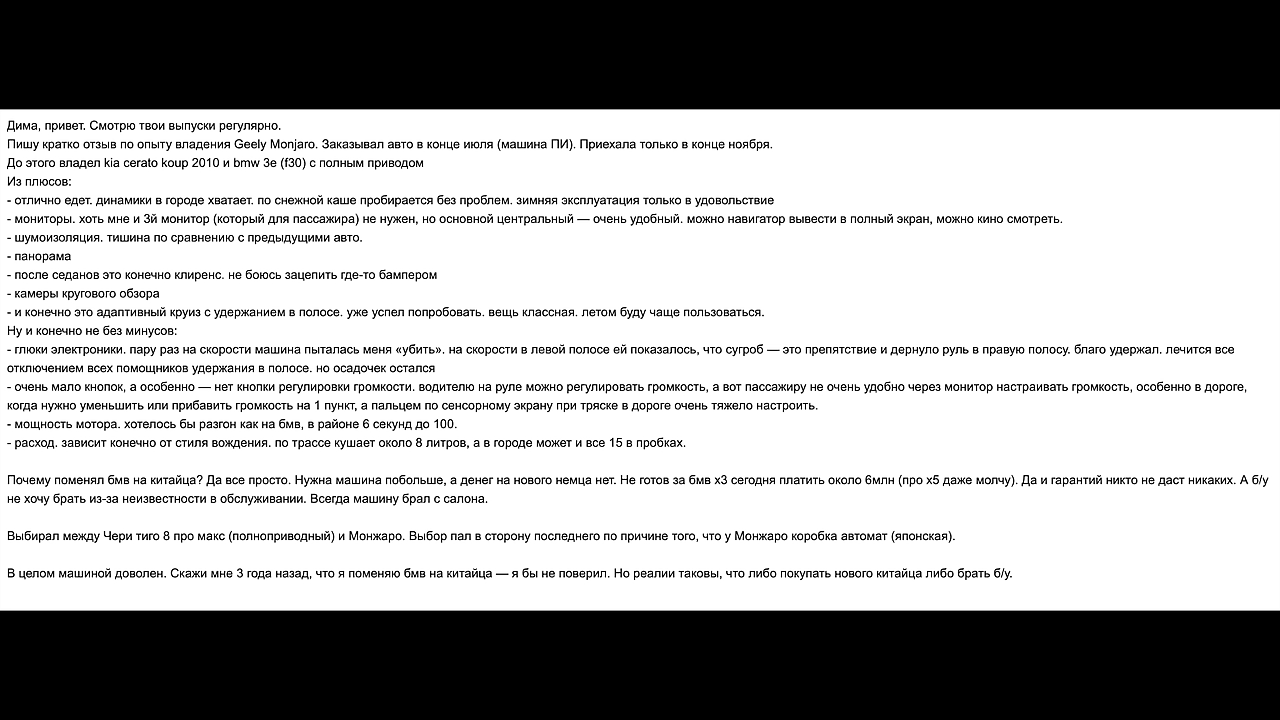 Дима, привет. Смотрю твои выпуски регулярно.
Пишу кратко отзыв по опыту владения Geely Monjaro. Заказывал авто в конце июля (машина ПИ). Приехала только в конце ноября.
До этого владел kia cerato koup 2010 и bmw 3e (f30) с полным приводом
Из плюсов:
- отлично едет. динамики в городе хватает. по снежной каше пробирается без проблем. зимняя эксплуатация только в удовольствие
- мониторы. хоть мне и 3й монитор (который для пассажира) не нужен, но основной центральный — очень удобный. можно навигатор вывести в полный экран, можно кино смотреть.
- шумоизоляция. тишина по сравнению с предыдущими авто.
- панорама
- после седанов это конечно клиренс. не боюсь зацепить где-то бампером
- камеры кругового обзора
- и конечно это адаптивный круиз с удержанием в полосе. уже успел попробовать. вещь классная. летом буду чаще пользоваться.
Ну и конечно не без минусов:
- глюки электроники. пару раз на скорости машина пыталась меня «убить». на скорости в левой полосе ей показалось, что сугроб — это препятствие и дернуло руль в правую полосу. благо удержал. лечится все
отключением всех помощников удержания в полосе. но осадочек остался
- очень мало кнопок, а особенно — нет кнопки регулировки громкости. водителю на руле можно регулировать громкость, а вот пассажиру не очень удобно через монитор настраивать громкость, особенно в дороге,
когда нужно уменьшить или прибавить громкость на 1 пункт, а пальцем по сенсорному экрану при тряске в дороге очень тяжело настроить.
- мощность мотора. хотелось бы разгон как на бмв, в районе 6 секунд до 100.
- расход. зависит конечно от стиля вождения. по трассе кушает около 8 литров, а в городе может и все 15 в пробках.
Почему поменял бмв на китайца? Да все просто. Нужна машина побольше, а денег на нового немца нет. Не готов за бмв х3 сегодня платить около 6млн (про х5 даже молчу). Да и гарантий никто не даст никаких. А б/у
не хочу брать из-за неизвестности в обслуживании. Всегда машину брал с салона.
Выбирал между Чери тиго 8 про макс (полноприводный) и Монжаро. Выбор пал в сторону последнего по причине того, что у Монжаро коробка автомат (японская).
В целом машиной доволен. Скажи мне 3 года назад, что я поменяю бмв на китайца — я бы не поверил. Но реалии таковы, что либо покупать нового китайца либо брать б/у.